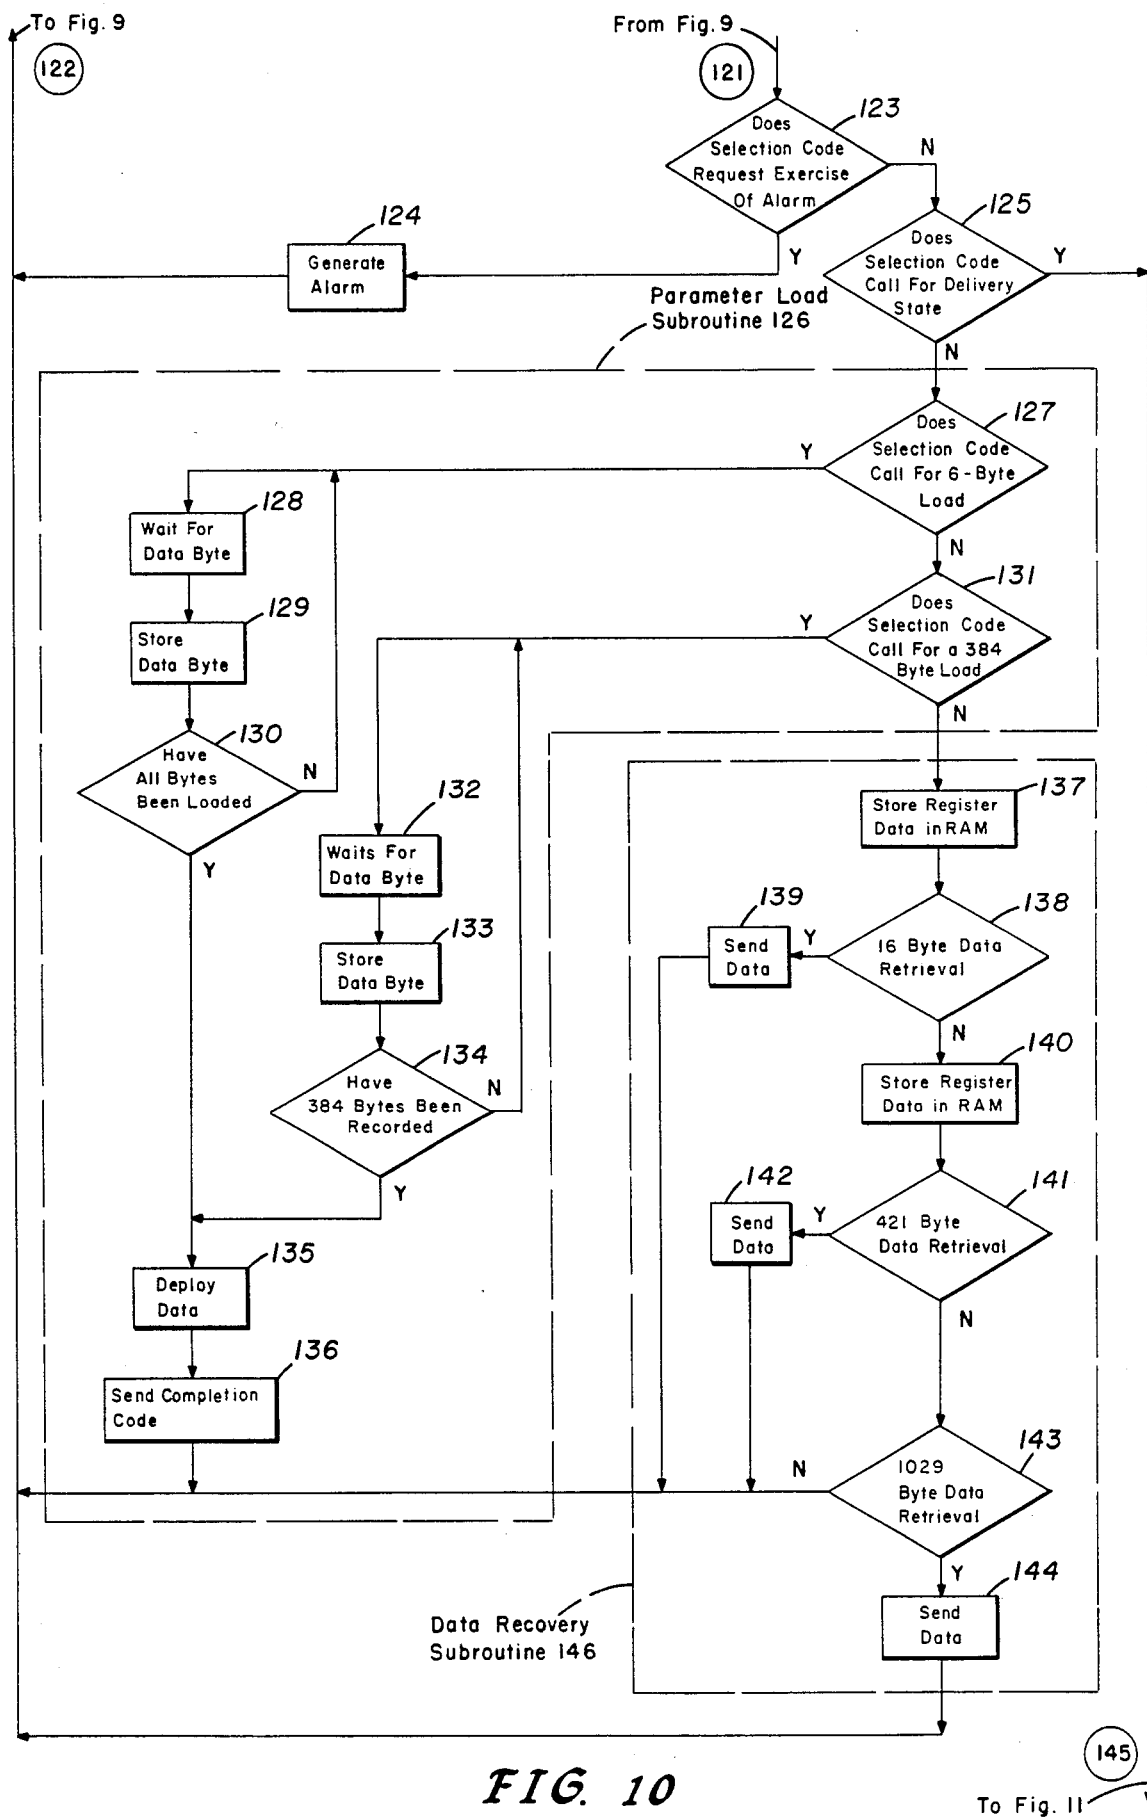 To Fig. 9
122
From Fig. 9
121
Does
Selection Code
Request Exercise
Of Alarm
123
N
Y
124
Generate
Alarm
125
Does
Selection Code
Call For Delivery
State
Y
N
Parameter Load
Subroutine 126
127
Does
Selection Code
Call For 6-Byte
Load
Y
N
128
Wait For
Data Byte
129
Store
Data Byte
130
Have
All Bytes
Been Loaded
N
Y
131
Does
Selection Code
Call For a 384
Byte Load
Y
N
132
Waits For
Data Byte
133
Store
Data Byte
134
Have
384 Bytes Been
Recorded
N
Y
135
Deploy
Data
136
Send Completion
Code
137
Store Register
Data in RAM
138
16 Byte Data
Retrieval
Y
N
139
Send
Data
140
Store Register
Data in RAM
141
421 Byte
Data Retrieval
Y
N
142
Send
Data
143
1029
Byte Data
Retrieval
N
Y
144
Send
Data
Data Recovery
Subroutine 146
145
To Fig. 11
FIG. 10